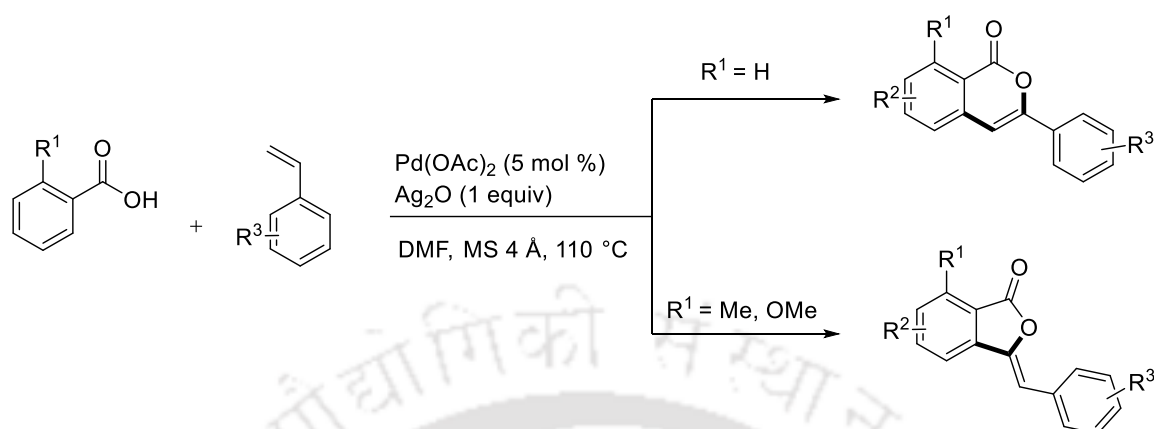 R¹
O
OH
+
R³
Pd(OAc)₂ (5 mol %)
Ag₂O (1 equiv)
DMF, MS 4 Å, 110 °C
R¹ = H
R¹
O
O
R²
R³
R¹ = Me, OMe
R¹
O
O
R²
R³